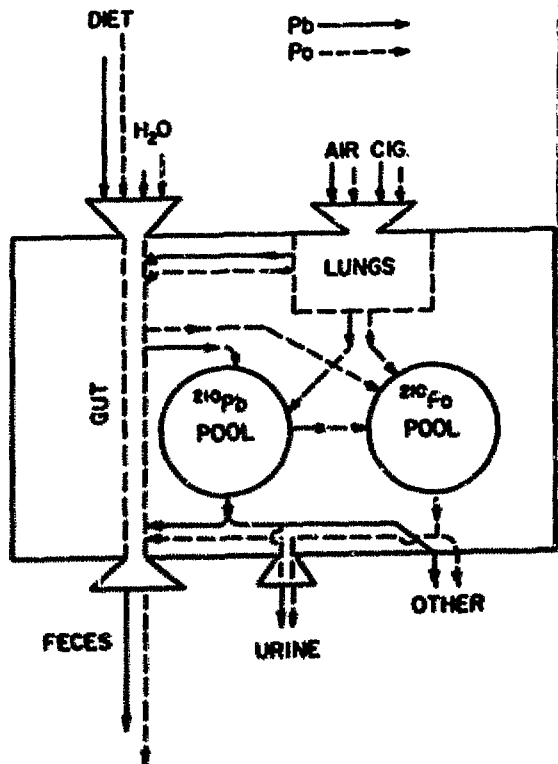 DIET
Pb
Po
H₂O
AIR CIG.
LUNGS
GUT
²¹⁰Pb
POOL
²¹⁰Po
POOL
OTHER
FECES
URINE